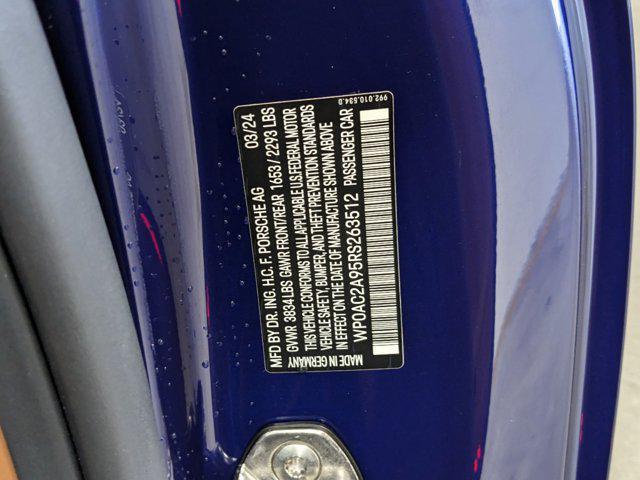 MFD BY DR. ING. H.C. F. PORSCHE AG 03/24
GVWR 3834 LBS GAWR FRONT/REAR 1653 / 2293 LBS
THIS VEHICLE CONFORMS TO ALL APPLICABLE U.S. FEDERAL MOTOR
VEHICLE SAFETY, BUMPER, AND THEFT PREVENTION STANDARDS
IN EFFECT ON THE DATE OF MANUFACTURE SHOWN ABOVE
WP0AC2A95RS263512 PASSENGER CAR
MADE IN GERMANY
992.010.634.D